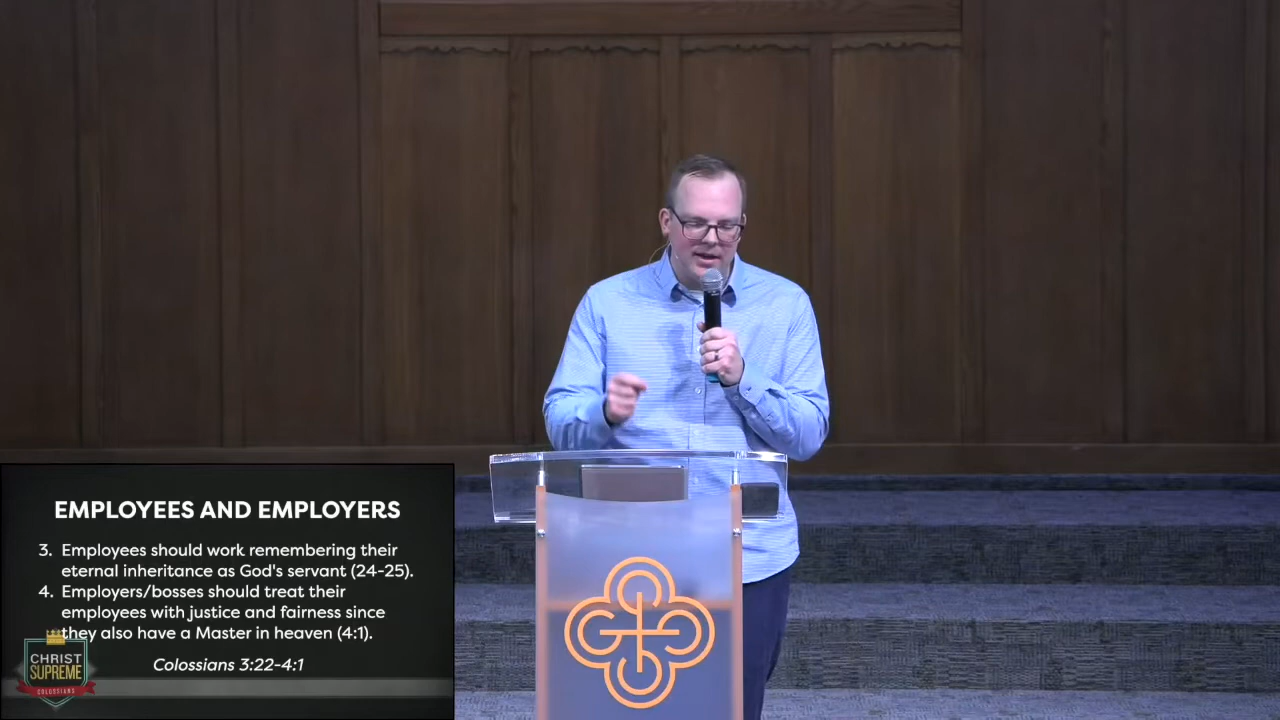 EMPLOYEES AND EMPLOYERS
3. Employees should work remembering their
eternal inheritance as God's servant (24-25).
4. Employers/bosses should treat their
employees with justice and fairness since
they also have a Master in heaven (4:1).
Colossians 3:22-4:1
CHRIST
SUPREME
COLOSSIANS